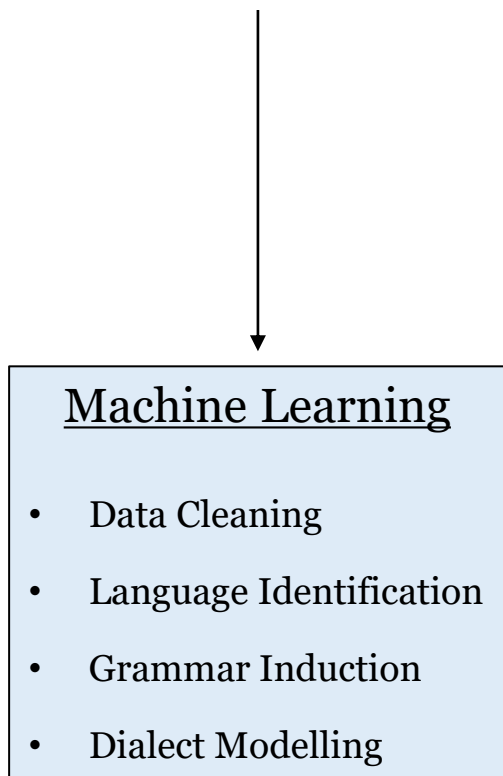 Machine Learning
• Data Cleaning
• Language Identification
• Grammar Induction
• Dialect Modelling